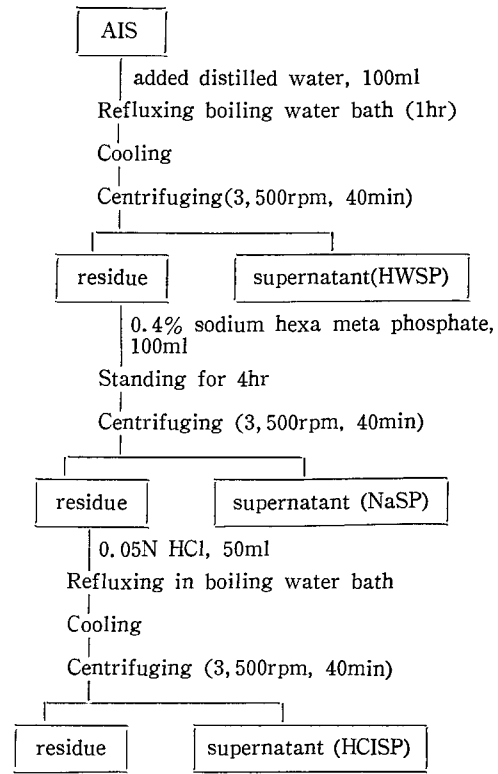 AIS
added distilled water, 100ml
Refluxing boiling water bath (1hr)
Cooling
Centrifuging(3,500rpm, 40min)
residue
supernatant(HWSP)
0.4% sodium hexa meta phosphate,
100ml
Standing for 4hr
Centrifuging (3,500rpm, 40min)
residue
supernatant (NaSP)
0.05N HCl, 50ml
Refluxing in boiling water bath
Cooling
Centrifuging (3,500rpm, 40min)
residue
supernatant (HClSP)